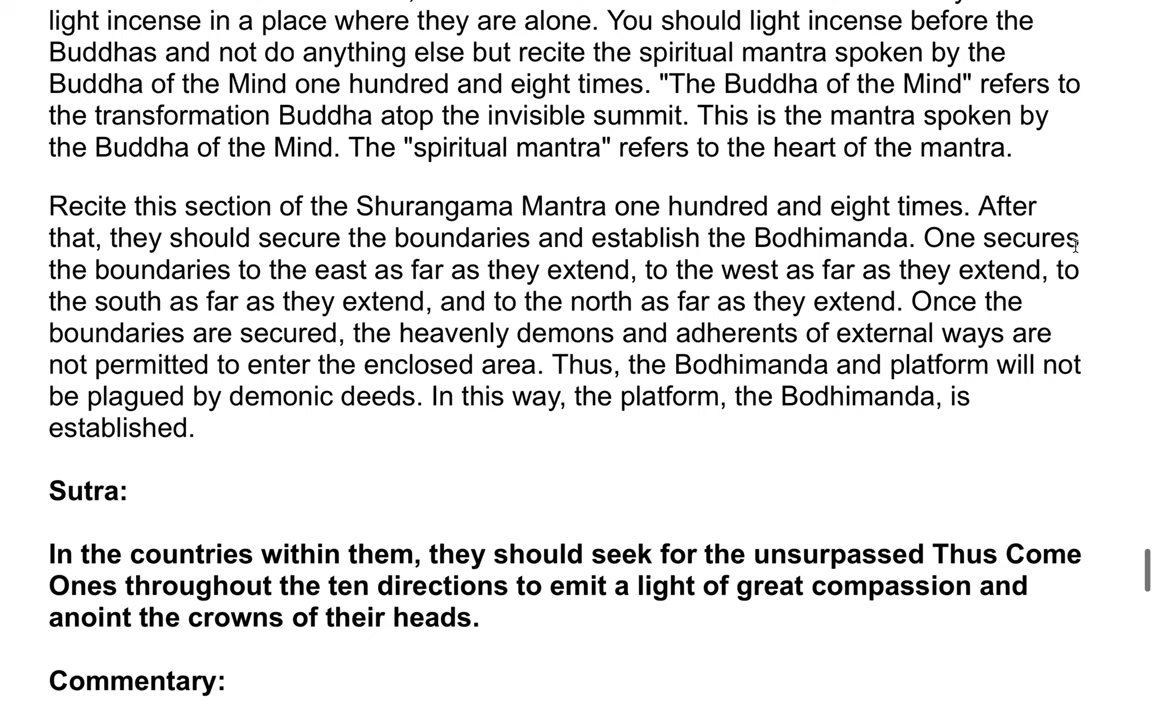 light incense in a place where they are alone. You should light incense before the
Buddhas and not do anything else but recite the spiritual mantra spoken by the
Buddha of the Mind one hundred and eight times. "The Buddha of the Mind" refers to
the transformation Buddha atop the invisible summit. This is the mantra spoken by
the Buddha of the Mind. The "spiritual mantra" refers to the heart of the mantra.
Recite this section of the Shurangama Mantra one hundred and eight times. After
that, they should secure the boundaries and establish the Bodhimanda. One secures
the boundaries to the east as far as they extend, to the west as far as they extend, to
the south as far as they extend, and to the north as far as they extend. Once the
boundaries are secured, the heavenly demons and adherents of external ways are
not permitted to enter the enclosed area. Thus, the Bodhimanda and platform will not
be plagued by demonic deeds. In this way, the platform, the Bodhimanda, is
established.
Sutra:
In the countries within them, they should seek for the unsurpassed Thus Come
Ones throughout the ten directions to emit a light of great compassion and
anoint the crowns of their heads.
Commentary: